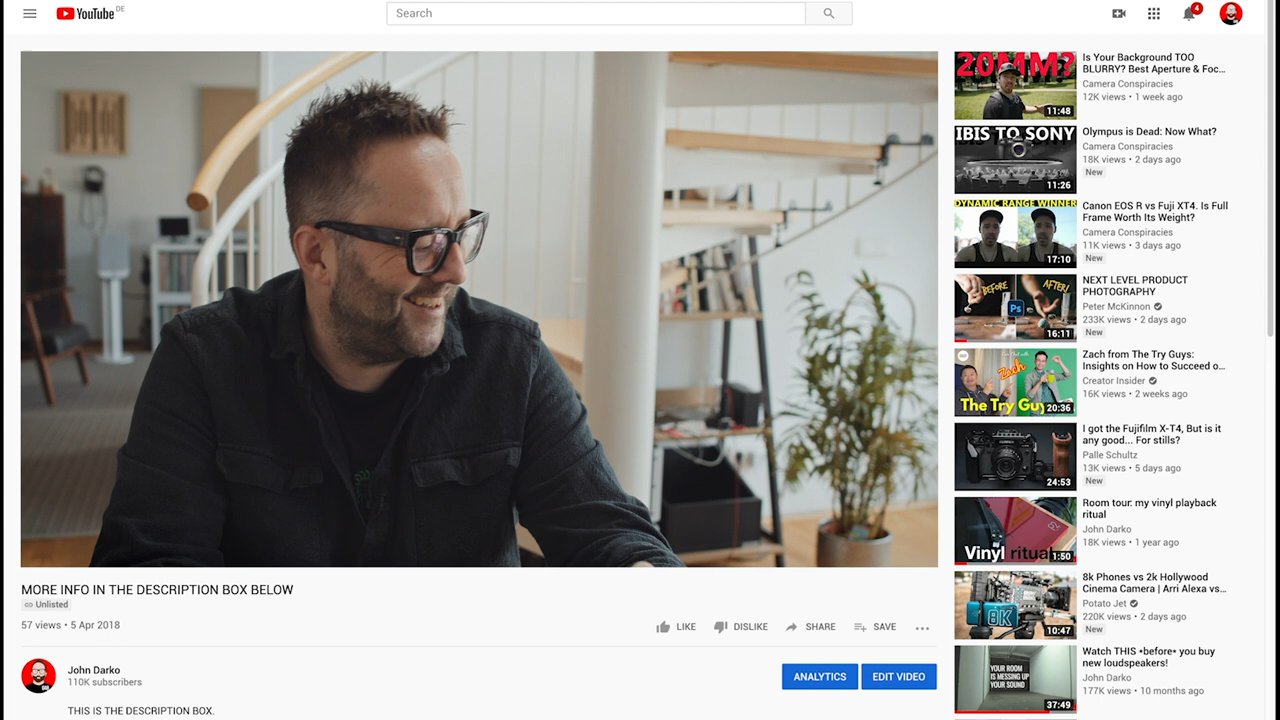 YouTube DE
Search
4
MORE INFO IN THE DESCRIPTION BOX BELOW
Unlisted
57 views • 5 Apr 2018
LIKE
DISLIKE
SHARE
SAVE
John Darko
110K subscribers
ANALYTICS
EDIT VIDEO
THIS IS THE DESCRIPTION BOX.
20MM?
11:48
Is Your Background TOO
BLURRY? Best Aperture & Foc...
Camera Conspiracies
12K views • 1 week ago
IBIS TO SONY
11:26
Olympus is Dead: Now What?
Camera Conspiracies
18K views • 2 days ago
New
DYNAMIC RANGE WINNER
17:10
Canon EOS R vs Fuji XT4. Is Full
Frame Worth Its Weight?
Camera Conspiracies
11K views • 3 days ago
New
BEFORE
AFTER!
Ps
16:11
NEXT LEVEL PRODUCT
PHOTOGRAPHY
Peter McKinnon
233K views • 2 days ago
New
Zach
The Try Guy
20:36
Zach from The Try Guys:
Insights on How to Succeed o...
Creator Insider
16K views • 2 weeks ago
24:53
I got the Fujifilm X-T4, But is it
any good... For stills?
Palle Schultz
13K views • 5 days ago
New
Vinyl ritual
1:50
Room tour: my vinyl playback
ritual
John Darko
18K views • 1 year ago
8K
10:47
8k Phones vs 2k Hollywood
Cinema Camera | Arri Alexa vs...
Potato Jet
220K views • 2 days ago
New
YOUR ROOM
IS MESSING UP
YOUR SOUND
37:49
Watch THIS *before* you buy
new loudspeakers!
John Darko
177K views • 10 months ago